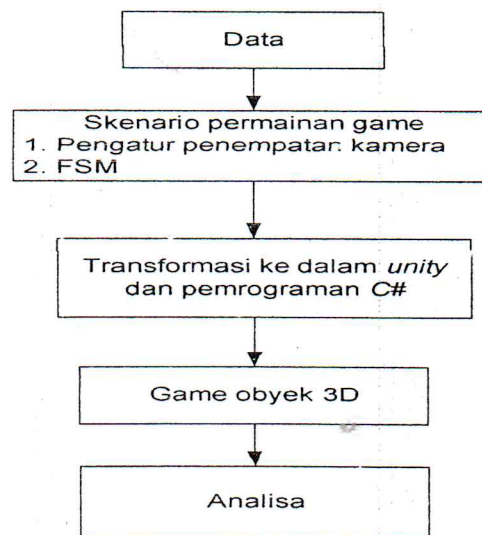 Data
Skenario permainan game
1. Pengatur penempatan kamera
2. FSM
Transformasi ke dalam unity
dan pemrograman C#
Game obyek 3D
Analisa